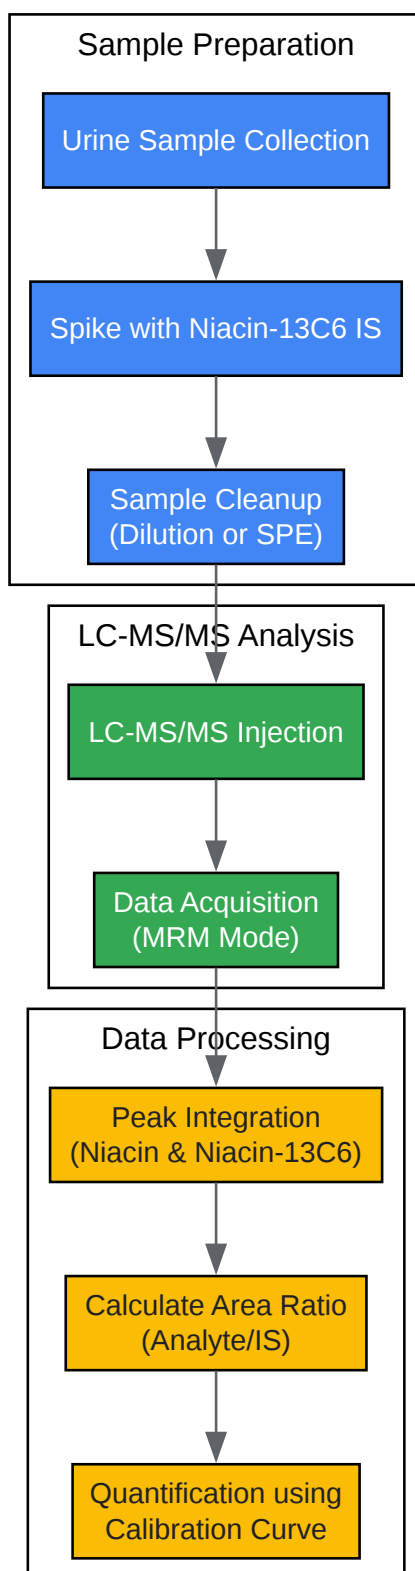 Sample Preparation
Urine Sample Collection
Spike with Niacin-13C6 IS
Sample Cleanup
(Dilution or SPE)
LC-MS/MS Analysis
LC-MS/MS Injection
Data Acquisition
(MRM Mode)
Data Processing
Peak Integration
(Niacin & Niacin-13C6)
Calculate Area Ratio
(Analyte/IS)
Quantification using
Calibration Curve